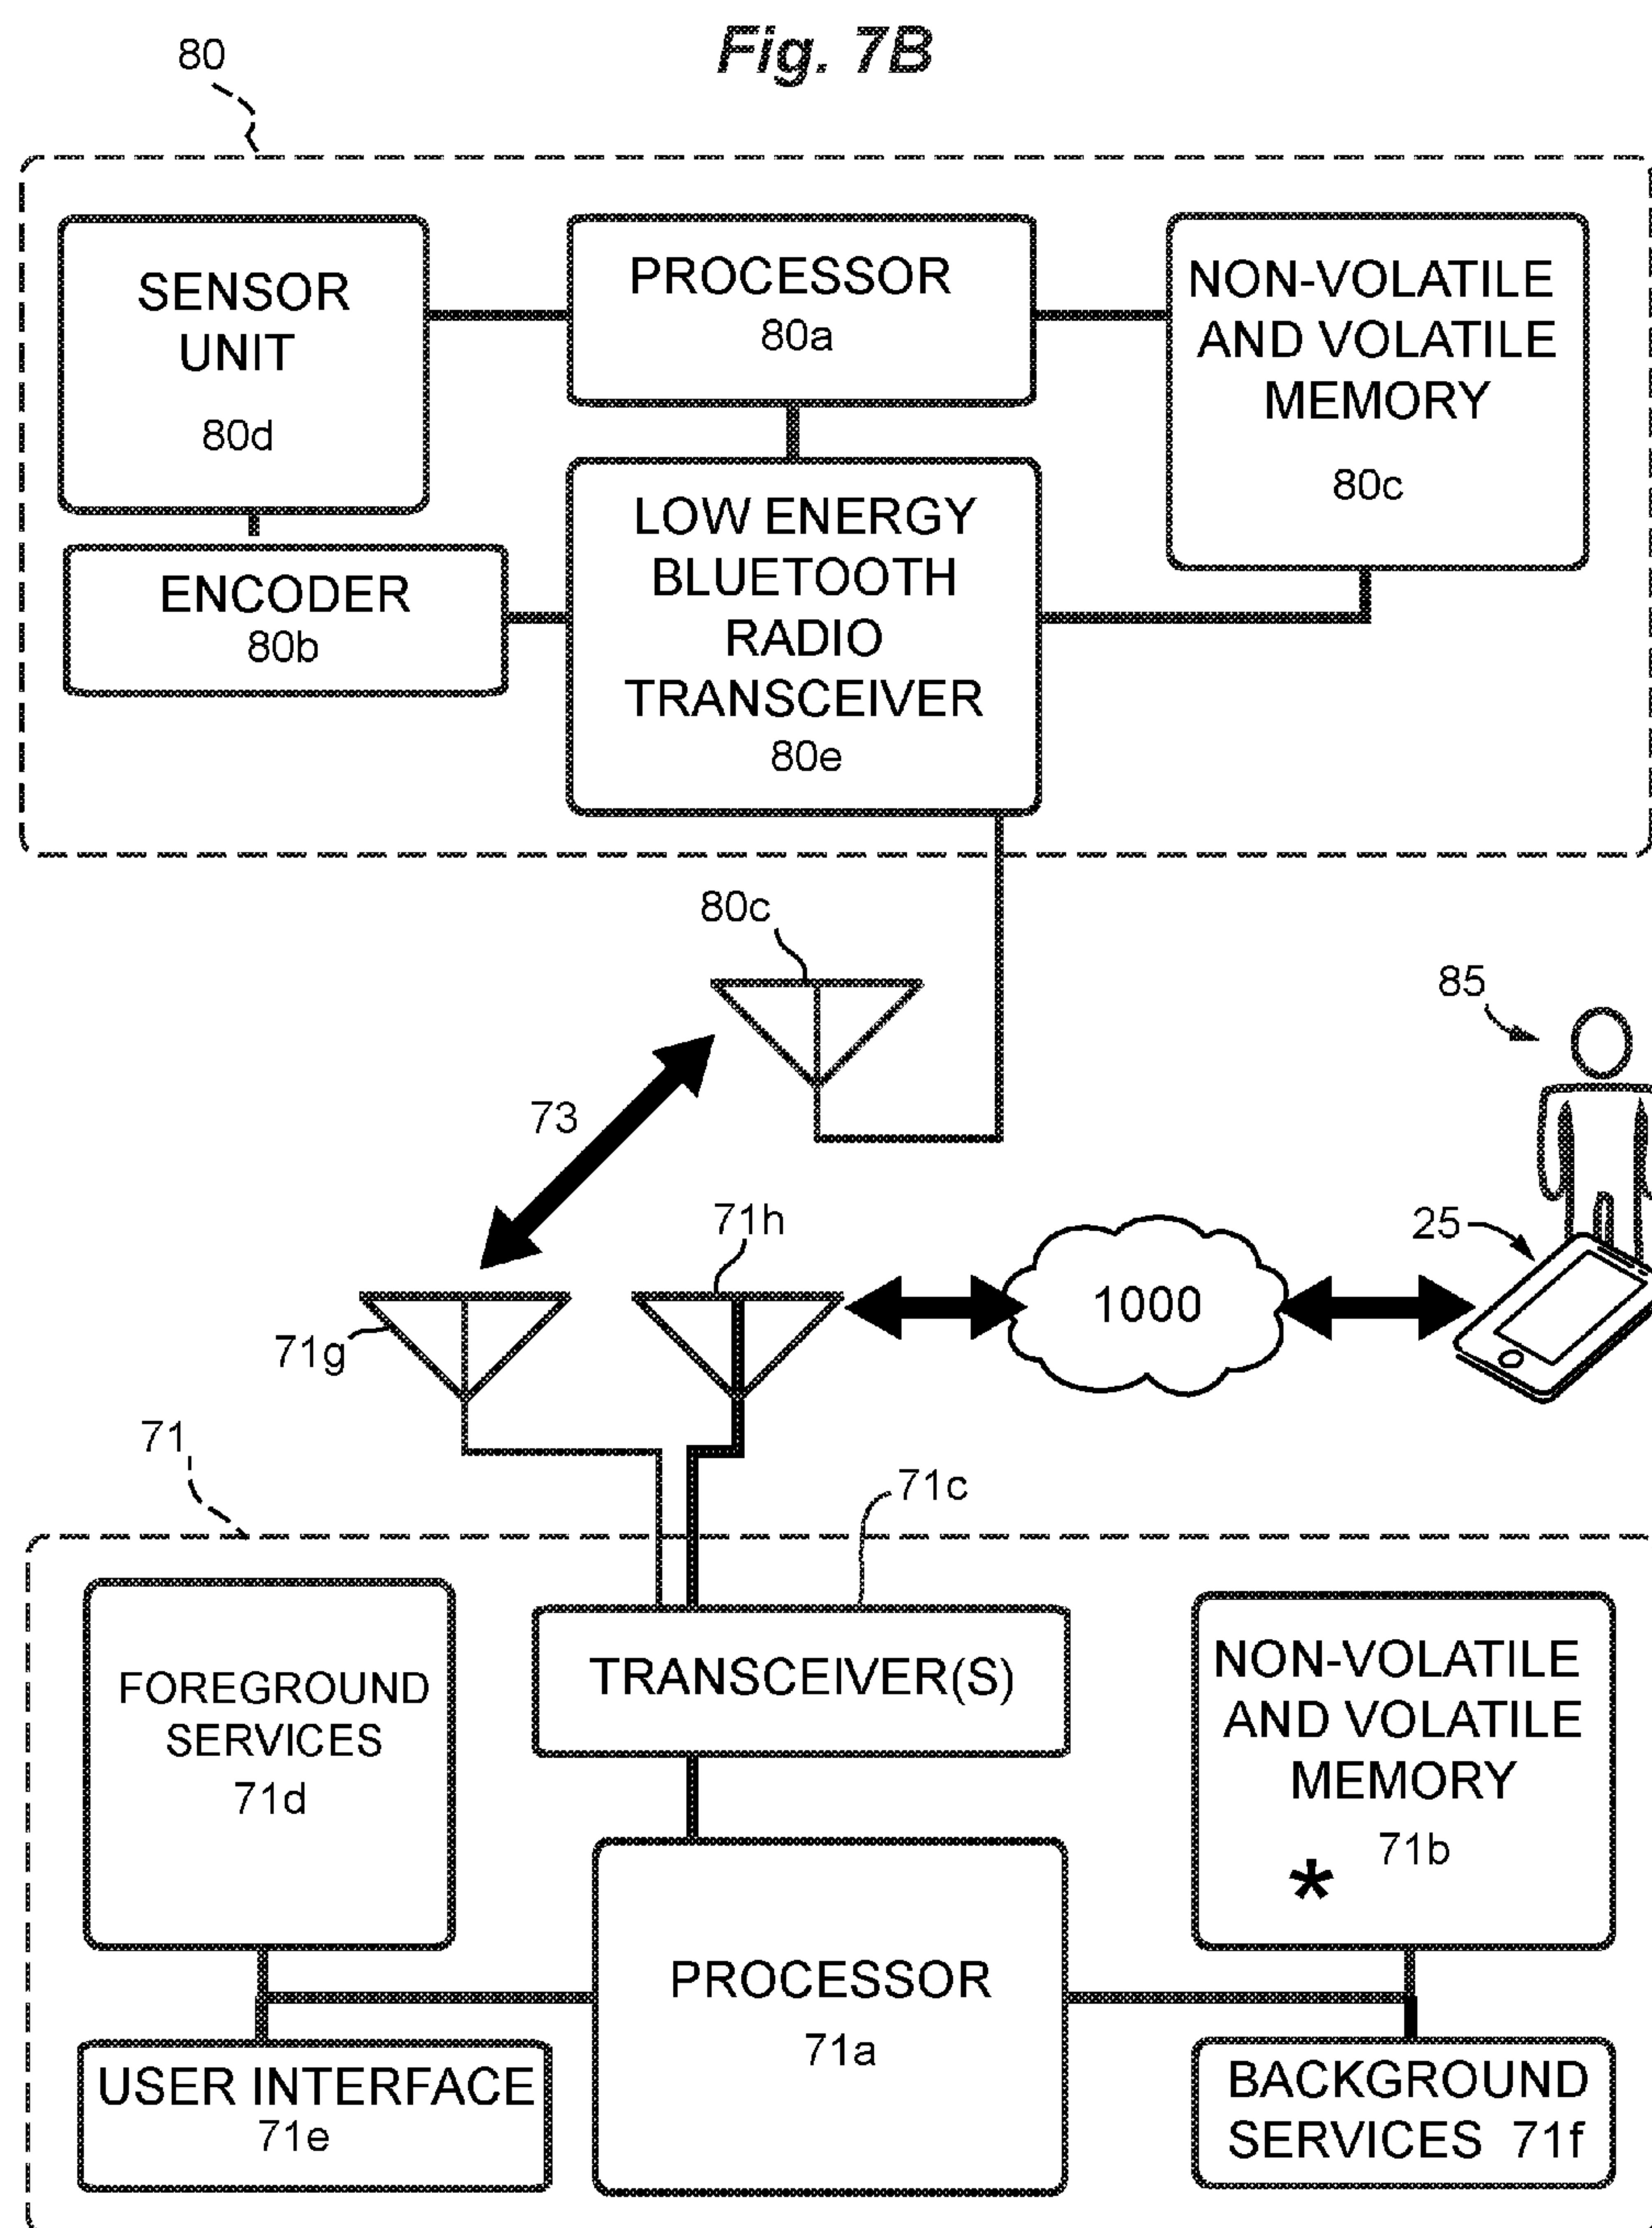 Fig. 7B
80
SENSOR
UNIT
80d
PROCESSOR
80a
NON-VOLATILE
AND VOLATILE
MEMORY
80c
ENCODER
80b
LOW ENERGY
BLUETOOTH
RADIO
TRANSCEIVER
80e
80c
85
73
71h
25
1000
71g
71
71c
FOREGROUND
SERVICES
71d
TRANSCEIVER(S)
NON-VOLATILE
AND VOLATILE
MEMORY
71b
*
PROCESSOR
71a
USER INTERFACE
71e
BACKGROUND
SERVICES 71f